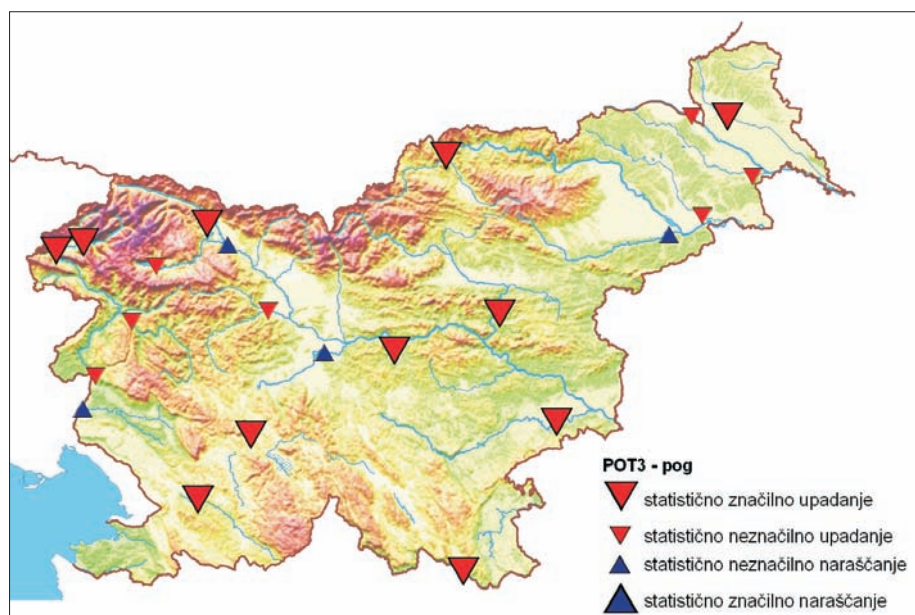 POT3 - pog
statistično značilno upadanje
statistično neznačilno upadanje
statistično neznačilno naraščanje
statistično značilno naraščanje